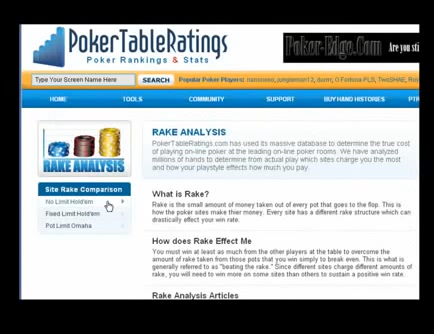 PokerTableRatings
Poker Rankings & Stats
Poker-Edge.Com Are you sti
Type Your Screen Name Here SEARCH Popular Poker Players: nanonoko, jungleman12, durrr, O Fortuna PLS, TwoSHAE,
HOME TOOLS COMMUNITY SUPPORT BUY HAND HISTORIES PTR
RAKE ANALYSIS
RAKE ANALYSIS
PokerTableRatings.com has used its massive database to determine the true cost
of playing on-line poker at the leading on-line poker rooms. We have analyzed
millions of hands to determine from actual play which sites charge you the most
and how your playstyle effects how much you pay.
Site Rake Comparison
No Limit Hold'em
Fixed Limit Hold'em
Pot Limit Omaha
What is Rake?
Rake is the small amount of money taken out of every pot that goes to the flop. This is
how the poker sites make thier money. Every site has a different rake structure which can
drastically effect your win rate.
How does Rake Effect Me
You must win at least as much from the other players at the table to overcome the
amount of rake taken from those pots that you win simply to break even. This is what is
generally referred to as "beating the rake." Since different sites charge different amounts of
rake, you will need to win more on some sites than others to sustain a positive win rate.
Rake Analysis Articles